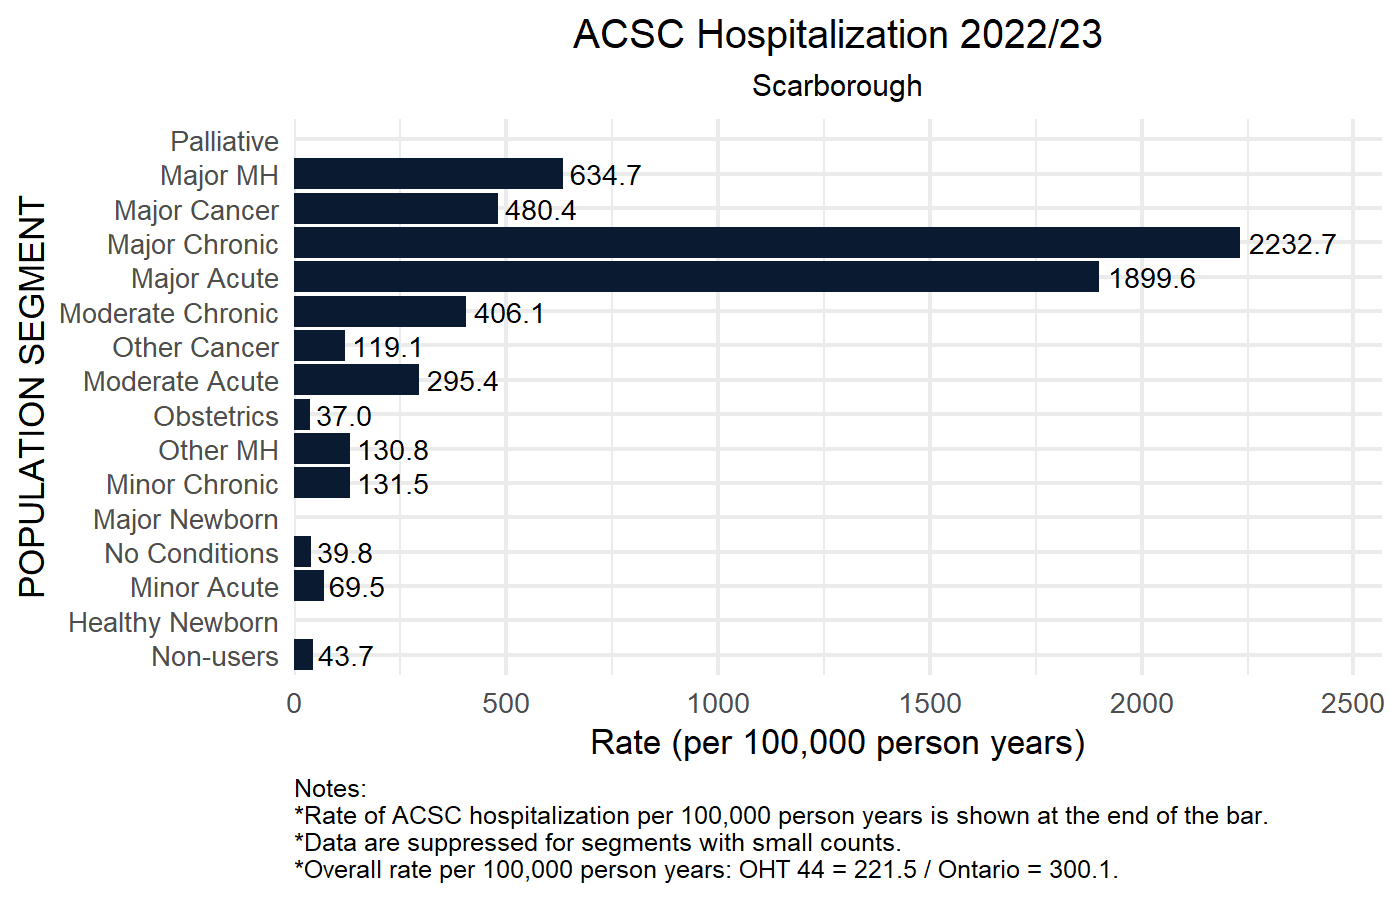 ACSC Hospitalization 2022/23
Scarborough
POPULATION SEGMENT
Palliative
Major MH 634.7
Major Cancer 480.4
Major Chronic 2232.7
Major Acute 1899.6
Moderate Chronic 406.1
Other Cancer 119.1
Moderate Acute 295.4
Obstetrics 37.0
Other MH 130.8
Minor Chronic 131.5
Major Newborn
No Conditions 39.8
Minor Acute 69.5
Healthy Newborn
Non-users 43.7
0 500 1000 1500 2000 2500
Rate (per 100,000 person years)
Notes:
*Rate of ACSC hospitalization per 100,000 person years is shown at the end of the bar.
*Data are suppressed for segments with small counts.
*Overall rate per 100,000 person years: OHT 44 = 221.5 / Ontario = 300.1.